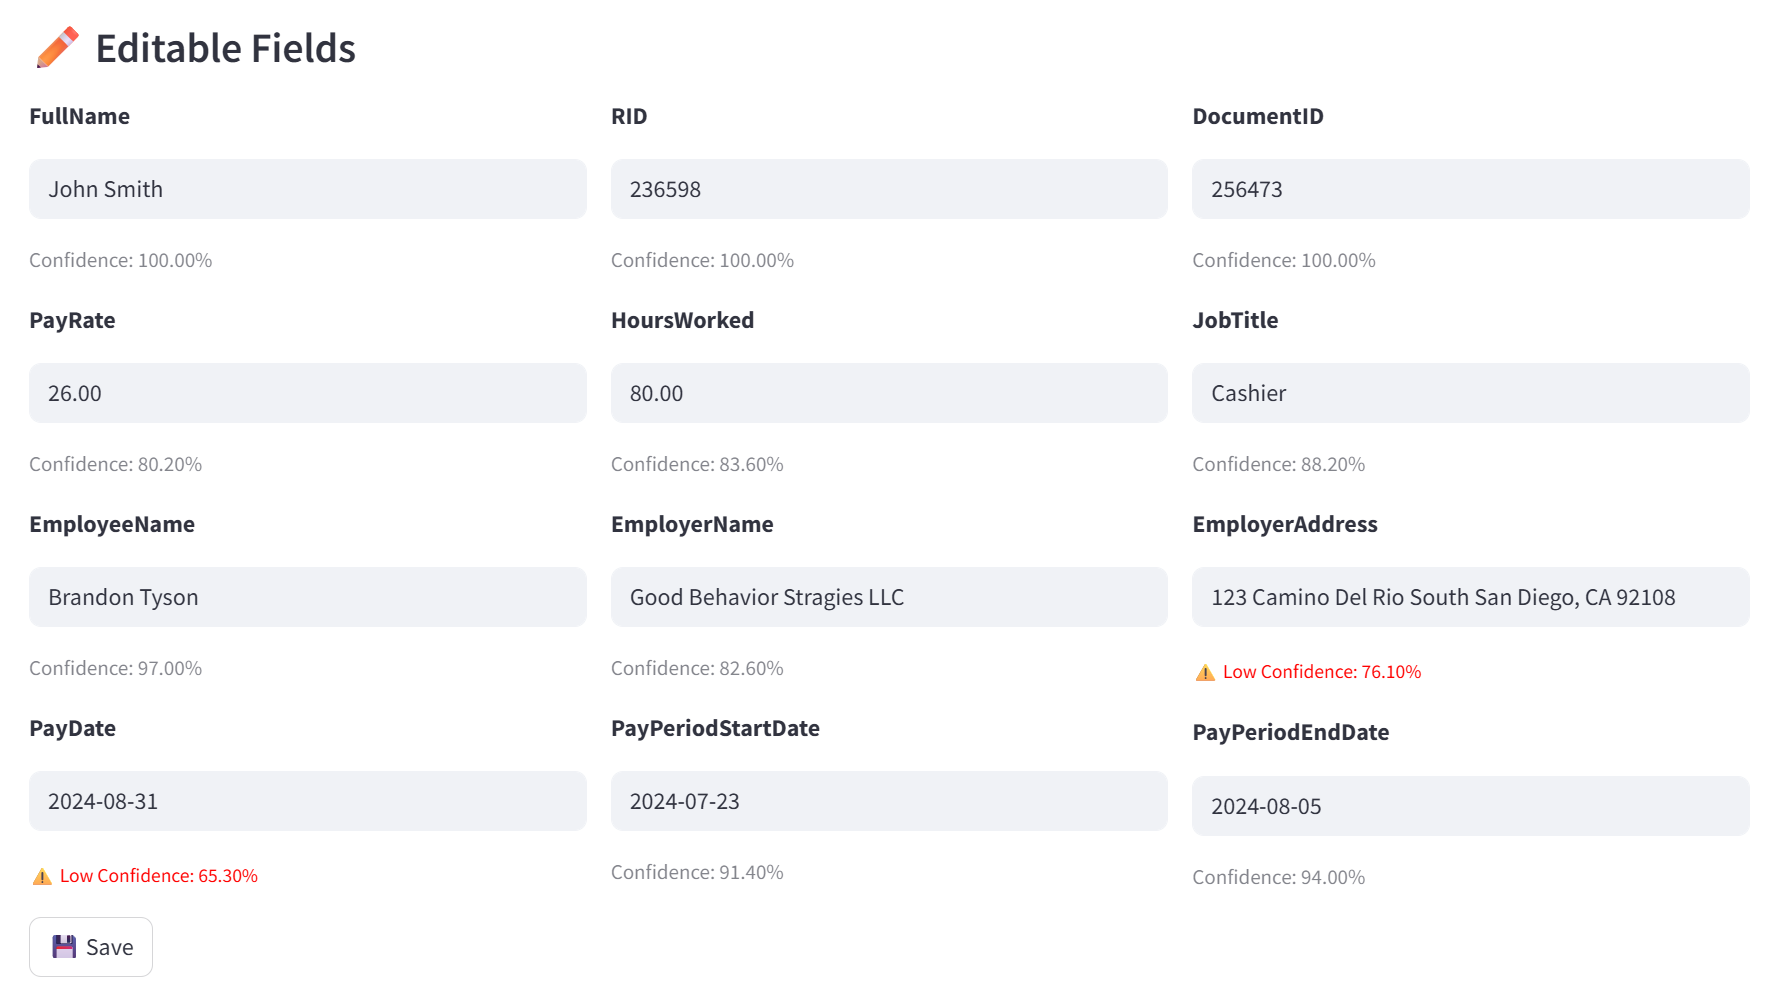 Editable Fields
FullName
RID
DocumentID
John Smith
236598
256473
Confidence: 100.00%
Confidence: 100.00%
Confidence: 100.00%
PayRate
HoursWorked
JobTitle
26.00
80.00
Cashier
Confidence: 80.20%
Confidence: 83.60%
Confidence: 88.20%
EmployeeName
EmployerName
EmployerAddress
Brandon Tyson
Good Behavior Stragies LLC
123 Camino Del Rio South San Diego, CA 92108
Confidence: 97.00%
Confidence: 82.60%
Low Confidence: 76.10%
PayDate
PayPeriodStartDate
PayPeriodEndDate
2024-08-31
2024-07-23
2024-08-05
Low Confidence: 65.30%
Confidence: 91.40%
Confidence: 94.00%
Save